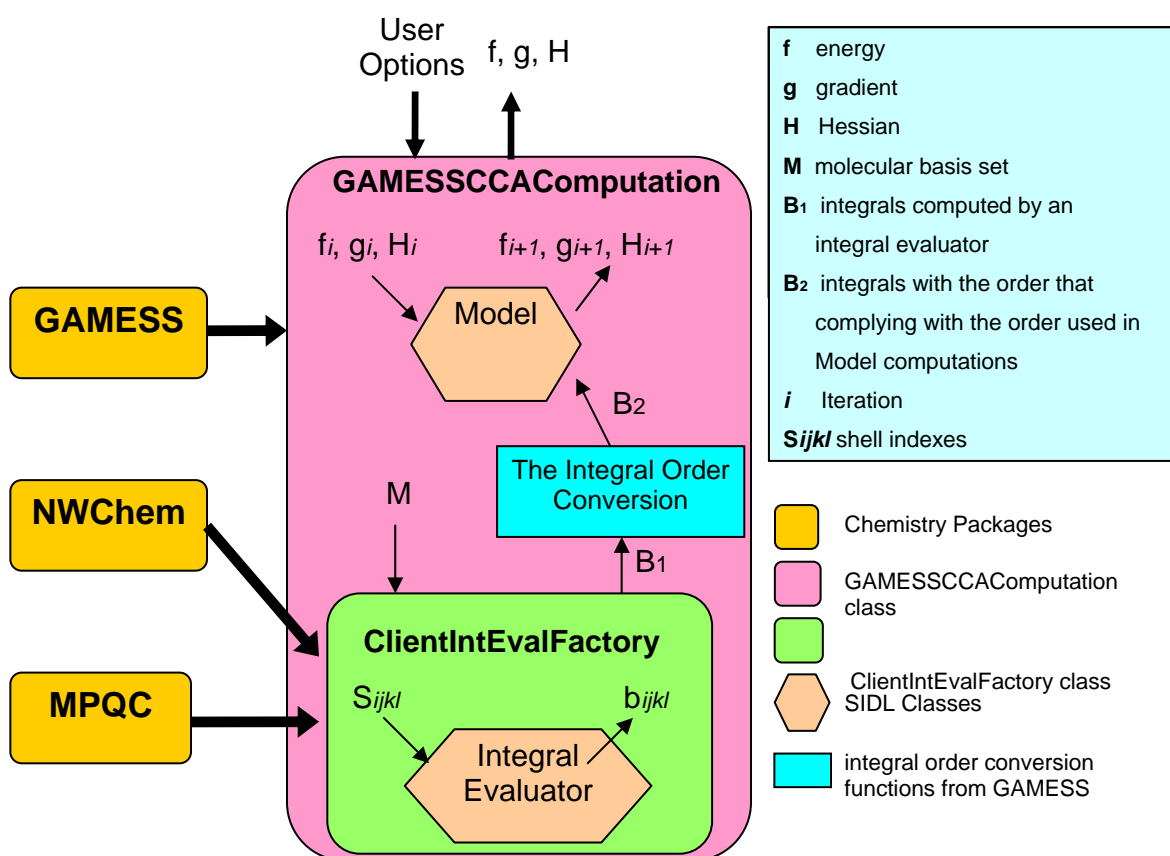 User
Options
f, g, H
GAMESSCCAComputation
fi, gi, Hi
fi+1, gi+1, Hi+1
Model
GAMESS
B2
The Integral Order
Conversion
NWChem
M
B1
ClientIntEvalFactory
MPQC
Sijkl
bijkl
Integral
Evaluator
f energy
g gradient
H Hessian
M molecular basis set
B1 integrals computed by an
integral evaluator
B2 integrals with the order that
complying with the order used in
Model computations
i Iteration
Sijkl shell indexes
Chemistry Packages
GAMESSCCAComputation
class
ClientIntEvalFactory class
SIDL Classes
integral order conversion
functions from GAMESS